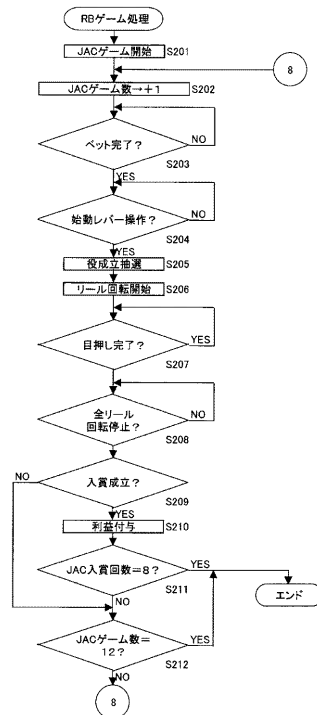 RBゲーム処理
JACゲーム開始
S201
8
JACゲーム数→+1
S202
ベット完了?
NO
S203
YES
始動レバー操作?
NO
S204
YES
役成立抽選
S205
リール回転開始
S206
目押し完了?
YES
S207
全リール
回転停止?
NO
S208
NO
入賞成立?
S209
YES
利益付与
S210
JAC入賞回数=8?
YES
S211
NO
エンド
JACゲーム数=
12?
YES
S212
NO
8